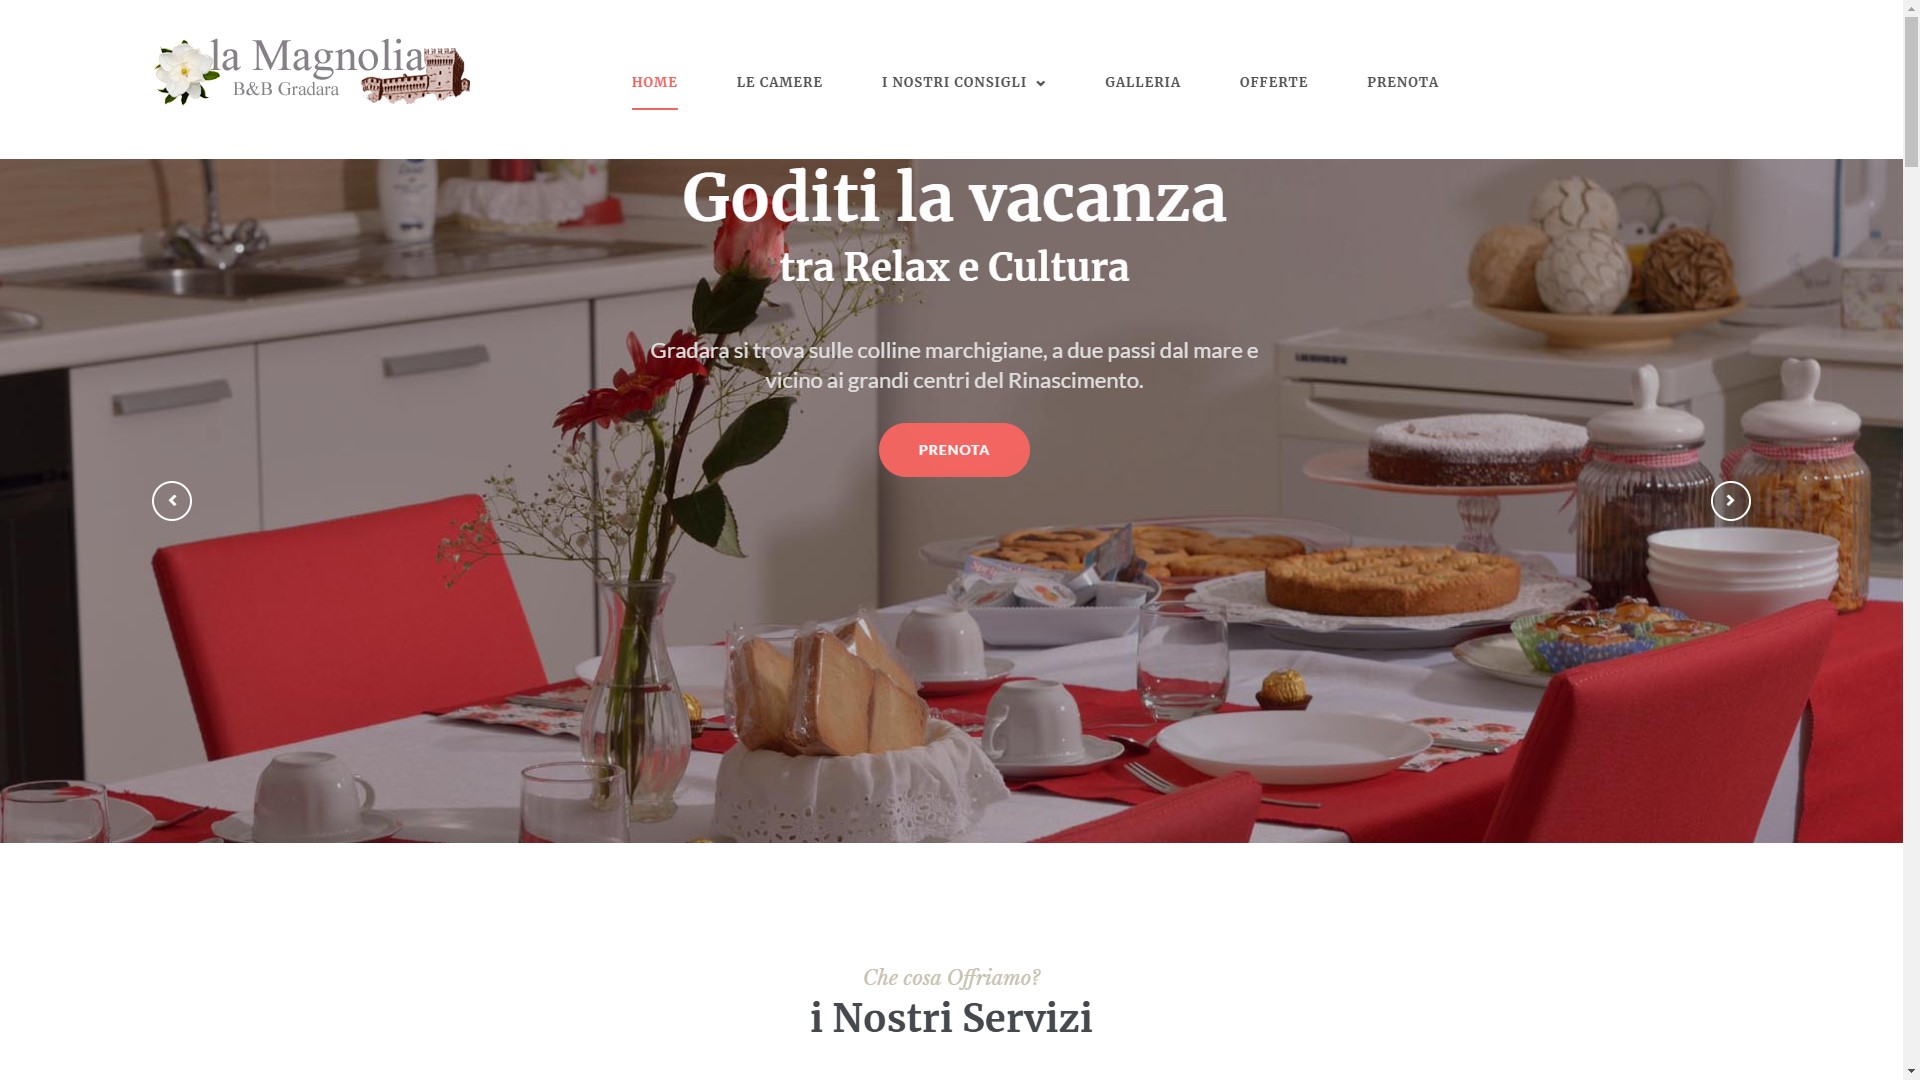 la Magnolia
B&B Gradara
HOME
LE CAMERE
I NOSTRI CONSIGLI
GALLERIA
OFFERTE
PRENOTA
Goditi la vacanza
tra Relax e Cultura
Gradara si trova sulle colline marchigiane, a due passi dal mare e
vicino ai grandi centri del Rinascimento.
PRENOTA
Che cosa Offriamo?
i Nostri Servizi